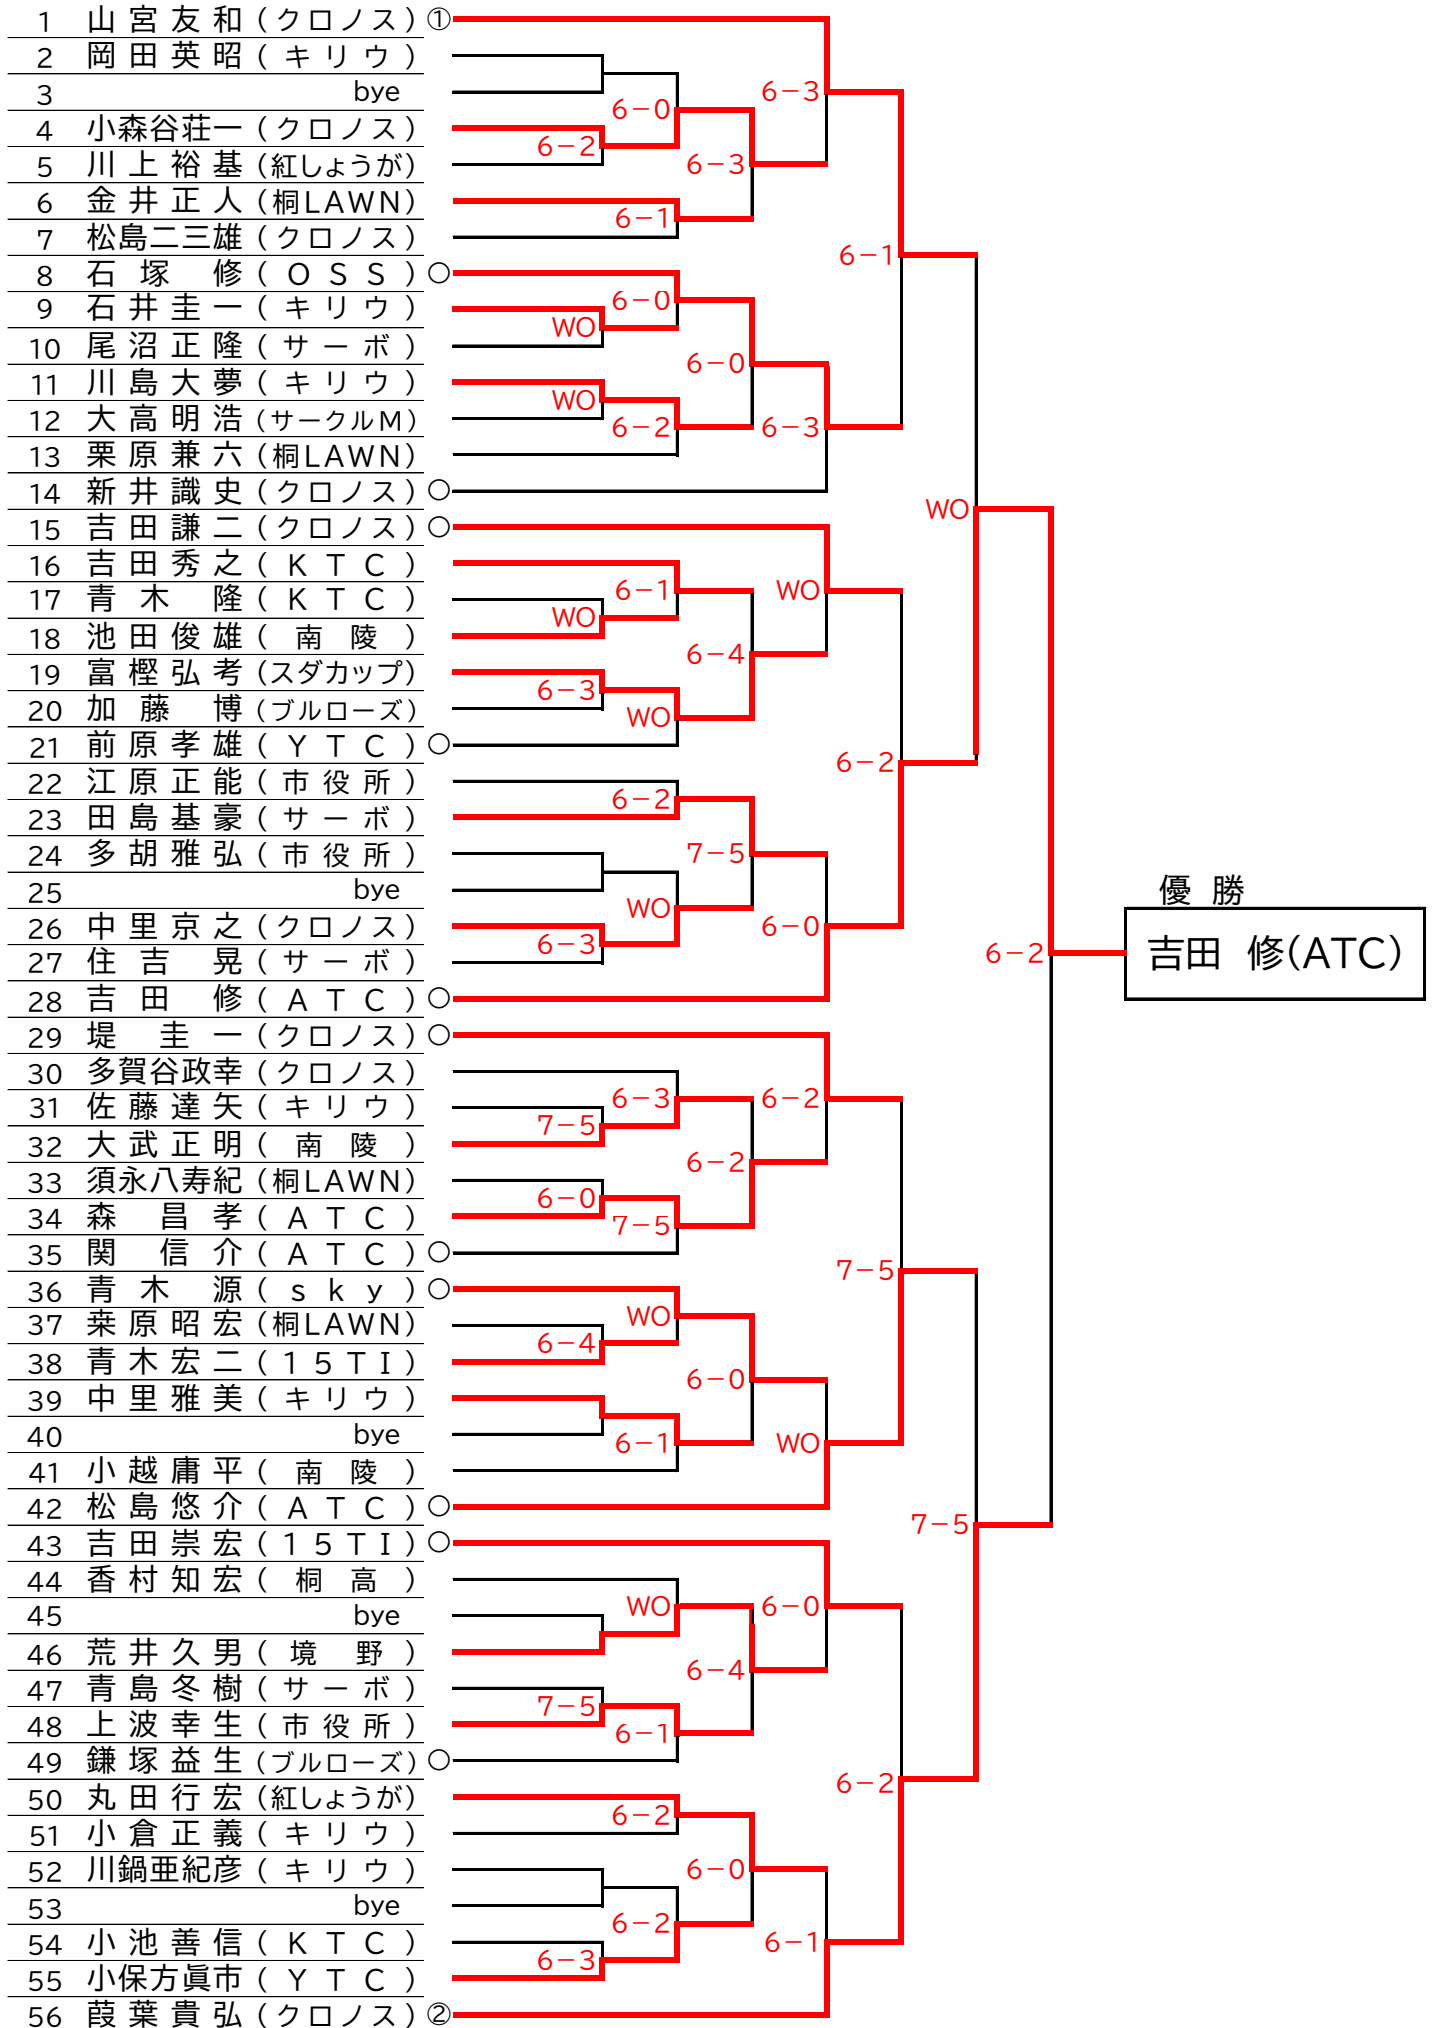 1 山宮友和(クロノス)①
2 岡田英昭(キリウ)
3 bye
6-3
6-0
4 小森谷荘一(クロノス)
6-2
5 川上裕基(紅しょうが)
6-3
6 金井正人(桐LAWN)
6-1
7 松島二三雄(クロノス)
6-1
8 石塚 修(OSS)○
6-0
9 石井圭一(キリウ)
WO
10 尾沼正隆(サーボ)
6-0
11 川島大夢(キリウ)
WO
12 大高明浩(サークルM)
6-2
6-3
13 栗原兼六(桐LAWN)
14 新井識史(クロノス)○
WO
15 吉田謙二(クロノス)○
16 吉田秀之(KTC)
6-1
WO
17 青木 隆(KTC)
WO
18 池田俊雄(南陵)
6-4
19 富樫弘考(スダカップ)
6-3
20 加藤 博(ブルローズ)
WO
21 前原孝雄(YTC)○
6-2
22 江原正能(市役所)
6-2
23 田島基豪(サーボ)
24 多胡雅弘(市役所)
7-5
25 bye
優勝
WO
26 中里京之(クロノス)
6-0
6-3
27 住吉 晃(サーボ)
6-2
吉田 修(ATC)
28 吉田 修(ATC)○
29 堤 圭一(クロノス)○
30 多賀谷政幸(クロノス)
6-3
6-2
31 佐藤達矢(キリウ)
7-5
32 大武正明(南陵)
6-2
33 須永八寿紀(桐LAWN)
6-0
34 森 昌孝(ATC)
7-5
35 関 信介(ATC)○
7-5
36 青木 源(sky)○
WO
37 桒原昭宏(桐LAWN)
6-4
38 青木宏二(15TI)
6-0
39 中里雅美(キリウ)
40 bye
6-1
WO
41 小越庸平(南陵)
42 松島悠介(ATC)○
7-5
43 吉田崇宏(15TI)○
44 香村知宏(桐高)
WO
6-0
45 bye
46 荒井久男(境野)
6-4
47 青島冬樹(サーボ)
7-5
48 上波幸生(市役所)
6-1
49 鎌塚益生(ブルローズ)○
6-2
50 丸田行宏(紅しょうが)
6-2
51 小倉正義(キリウ)
52 川鍋亜紀彦(キリウ)
6-0
53 bye
6-2
54 小池善信(KTC)
6-1
6-3
55 小保方眞市(YTC)
56 葭葉貴弘(クロノス)②